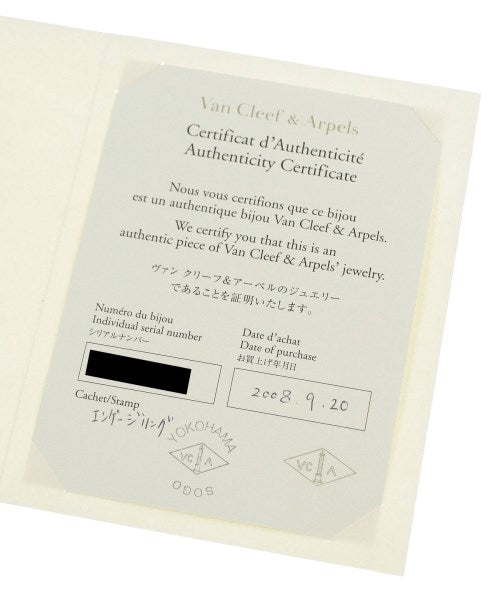 Van Cleef & Arpels
Certificat d'Authenticité
Authenticity Certificate
Nous vous certifions que ce bijou
est un authentique bijou Van Cleef & Arpels.
We certify you that this is an
authentic piece of Van Cleef & Arpels' jewelry.
ヴァン クリーフ&アーペルのジュエリー
であることを証明いたします。
Numéro du bijou
Individual serial number
シリアルナンバー
Date d'achat
Date of purchase
お買上げ年月日
2008.9.20
Cachet/Stamp
エンゲージリング
YOKOHAMA
VC A
SOGO
VC A